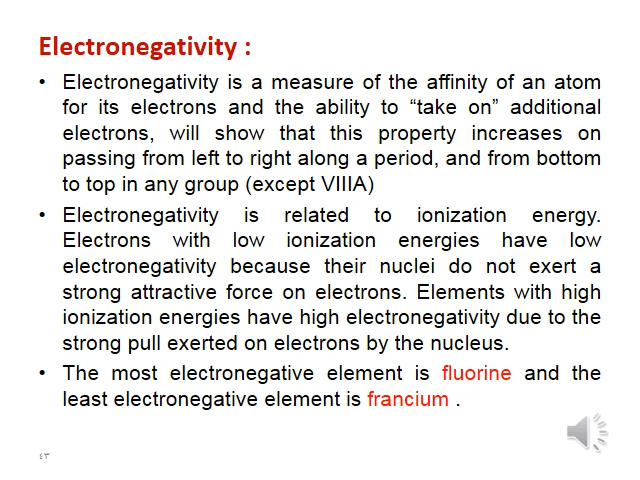 Electronegativity :
• Electronegativity is a measure of the affinity of an atom
for its electrons and the ability to “take on” additional
electrons, will show that this property increases on
passing from left to right along a period, and from bottom
to top in any group (except VIIIA)
• Electronegativity is related to ionization energy.
Electrons with low ionization energies have low
electronegativity because their nuclei do not exert a
strong attractive force on electrons. Elements with high
ionization energies have high electronegativity due to the
strong pull exerted on electrons by the nucleus.
• The most electronegative element is fluorine and the
least electronegative element is francium .
٤٣